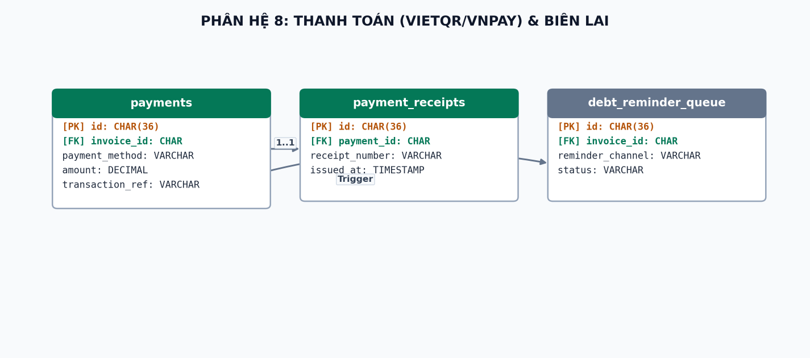 PHÂN HỆ 8: THANH TOÁN (VIETQR/VNPAY) & BIÊN LAI
payments
[PK] id: CHAR(36)
[FK] invoice_id: CHAR
payment_method: VARCHAR
amount: DECIMAL
transaction_ref: VARCHAR
1..1
payment_receipts
[PK] id: CHAR(36)
[FK] payment_id: CHAR
receipt_number: VARCHAR
issued_at: TIMESTAMP
Trigger
debt_reminder_queue
[PK] id: CHAR(36)
[FK] invoice_id: CHAR
reminder_channel: VARCHAR
status: VARCHAR